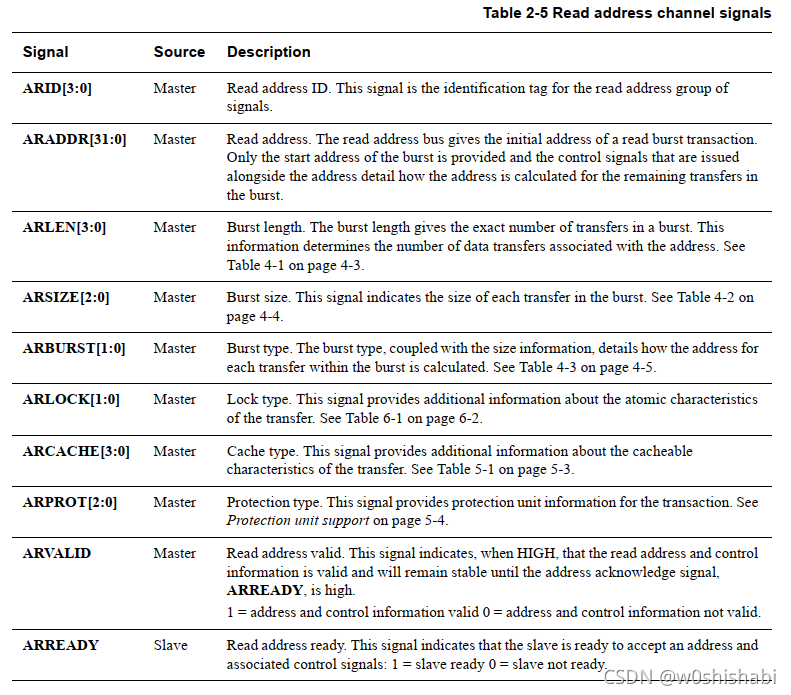 Table 2-5 Read address channel signals
Signal Source Description
ARID[3:0] Master Read address ID. This signal is the identification tag for the read address group of
signals.
ARADDR[31:0] Master Read address. The read address bus gives the initial address of a read burst transaction.
Only the start address of the burst is provided and the control signals that are issued
alongside the address detail how the address is calculated for the remaining transfers in
the burst.
ARLEN[3:0] Master Burst length. The burst length gives the exact number of transfers in a burst. This
information determines the number of data transfers associated with the address. See
Table 4-1 on page 4-3.
ARSIZE[2:0] Master Burst size. This signal indicates the size of each transfer in the burst. See Table 4-2 on
page 4-4.
ARBURST[1:0] Master Burst type. The burst type, coupled with the size information, details how the address for
each transfer within the burst is calculated. See Table 4-3 on page 4-5.
ARLOCK[1:0] Master Lock type. This signal provides additional information about the atomic characteristics
of the transfer. See Table 6-1 on page 6-2.
ARCACHE[3:0] Master Cache type. This signal provides additional information about the cacheable
characteristics of the transfer. See Table 5-1 on page 5-3.
ARPROT[2:0] Master Protection type. This signal provides protection unit information for the transaction. See
Protection unit support on page 5-4.
ARVALID Master Read address valid. This signal indicates, when HIGH, that the read address and control
information is valid and will remain stable until the address acknowledge signal,
ARREADY, is high.
1 = address and control information valid 0 = address and control information not valid.
ARREADY Slave Read address ready. This signal indicates that the slave is ready to accept an address and
associated control signals: 1 = slave ready 0 = slave not ready.
CSDN @w0shishabi